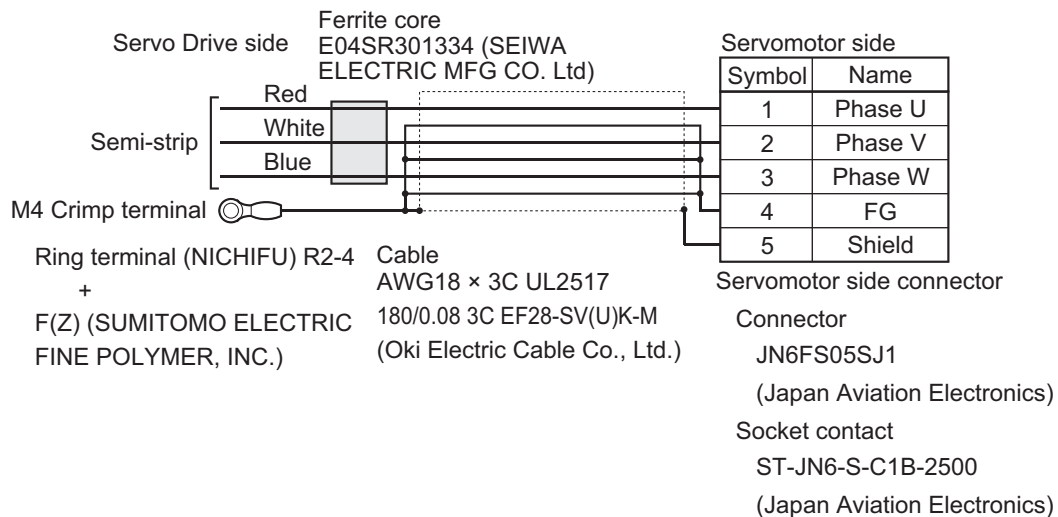 Ferrite core
E04SR301334 (SEIWA
ELECTRIC MFG CO. Ltd)
Servo Drive side
Servomotor side
Symbol Name
Red
1 Phase U
White
2 Phase V
Semi-strip
Blue
3 Phase W
M4 Crimp terminal
4 FG
5 Shield
Ring terminal (NICHIFU) R2-4
+
F(Z) (SUMITOMO ELECTRIC
FINE POLYMER, INC.)
Cable
AWG18 × 3C UL2517
180/0.08 3C EF28-SV(U)K-M
(Oki Electric Cable Co., Ltd.)
Servomotor side connector
Connector
JN6FS05SJ1
(Japan Aviation Electronics)
Socket contact
ST-JN6-S-C1B-2500
(Japan Aviation Electronics)